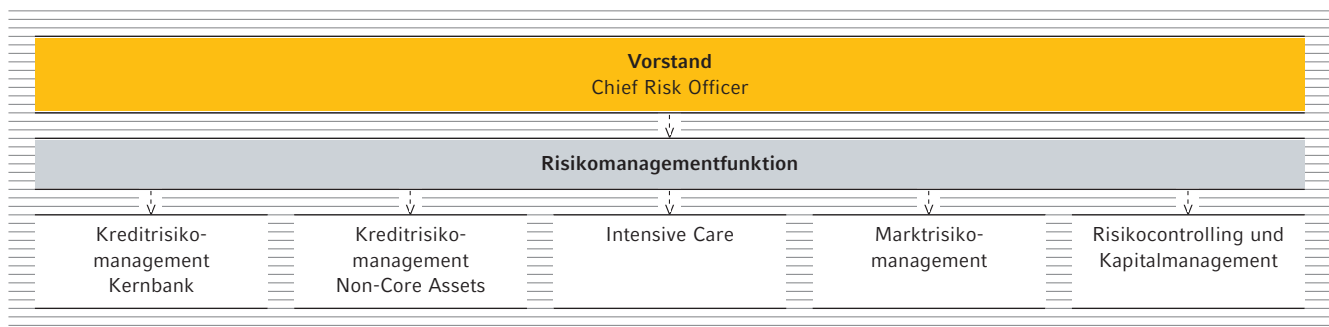 Vorstand
Chief Risk Officer
Risikomanagementfunktion
Kreditrisiko-
management
Kernbank
Kreditrisiko-
management
Non-Core Assets
Intensive Care
Marktrisiko-
management
Risikocontrolling und
Kapitalmanagement